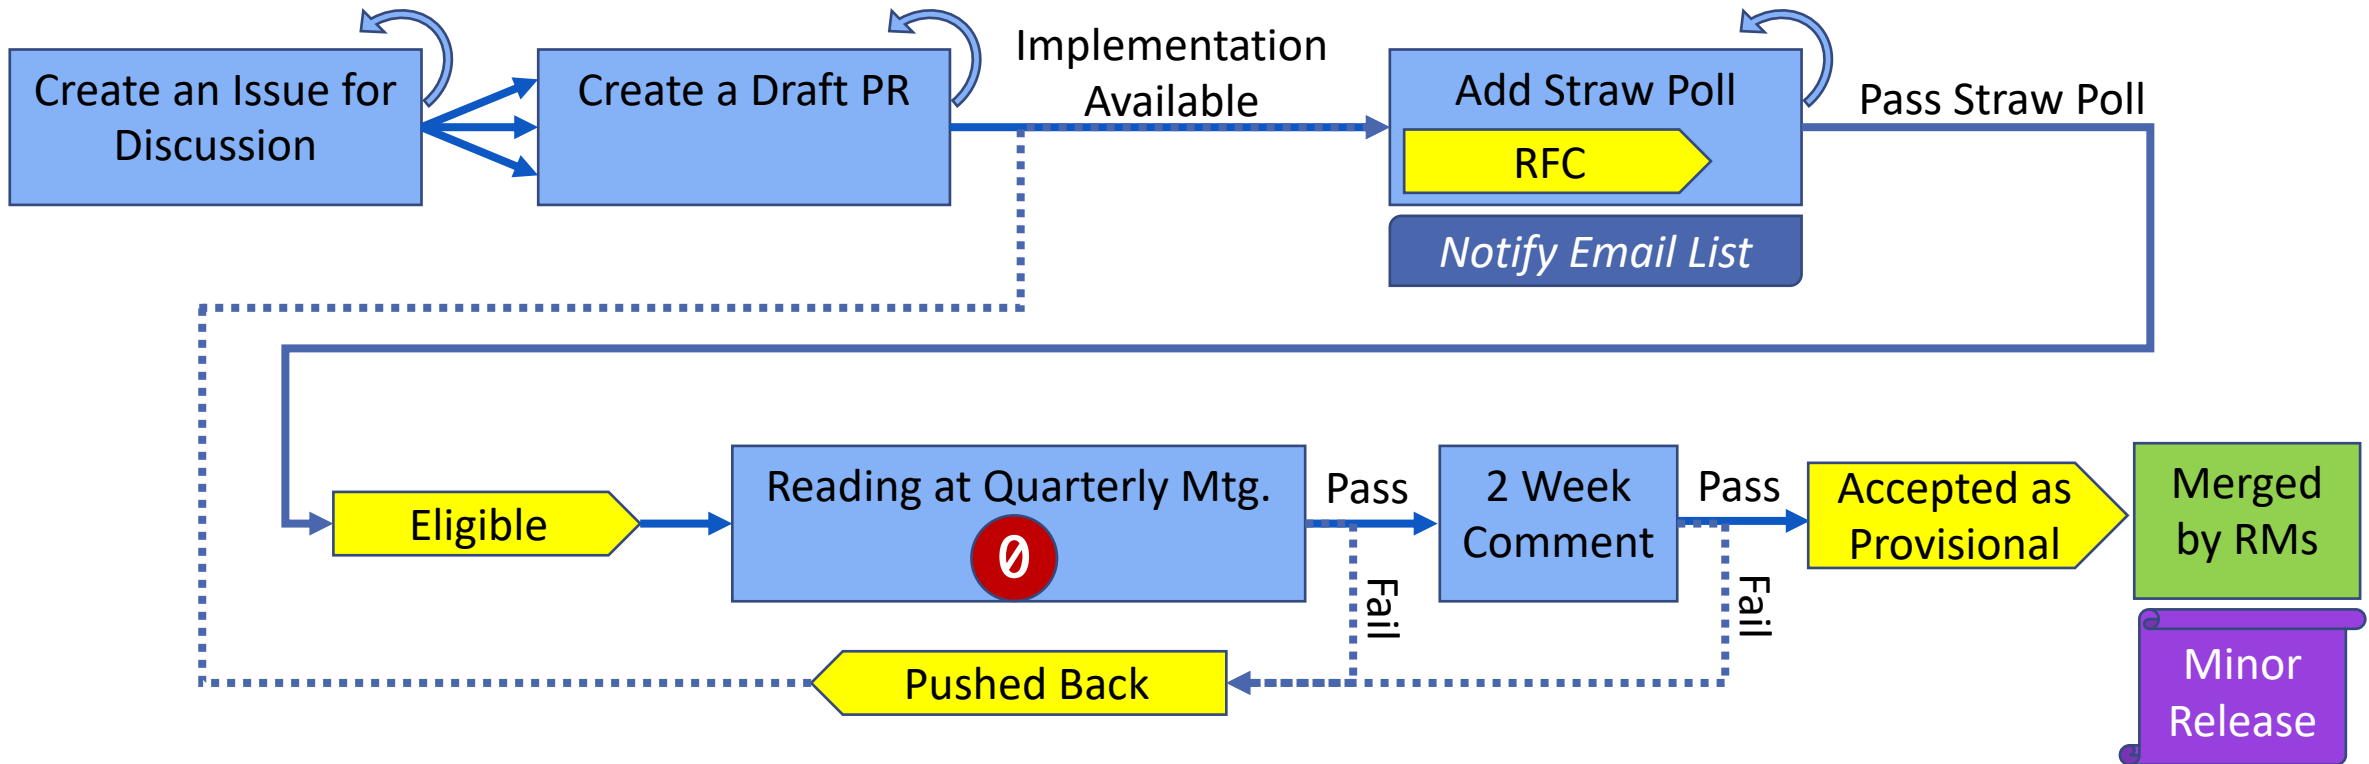 Create an Issue for
Discussion
Create a Draft PR
Implementation
Available
Add Straw Poll
RFC
Notify Email List
Pass Straw Poll
Eligible
Reading at Quarterly Mtg.
0
Pass
Fail
2 Week
Comment
Pass
Fail
Accepted as
Provisional
Merged
by RMs
Pushed Back
Minor
Release